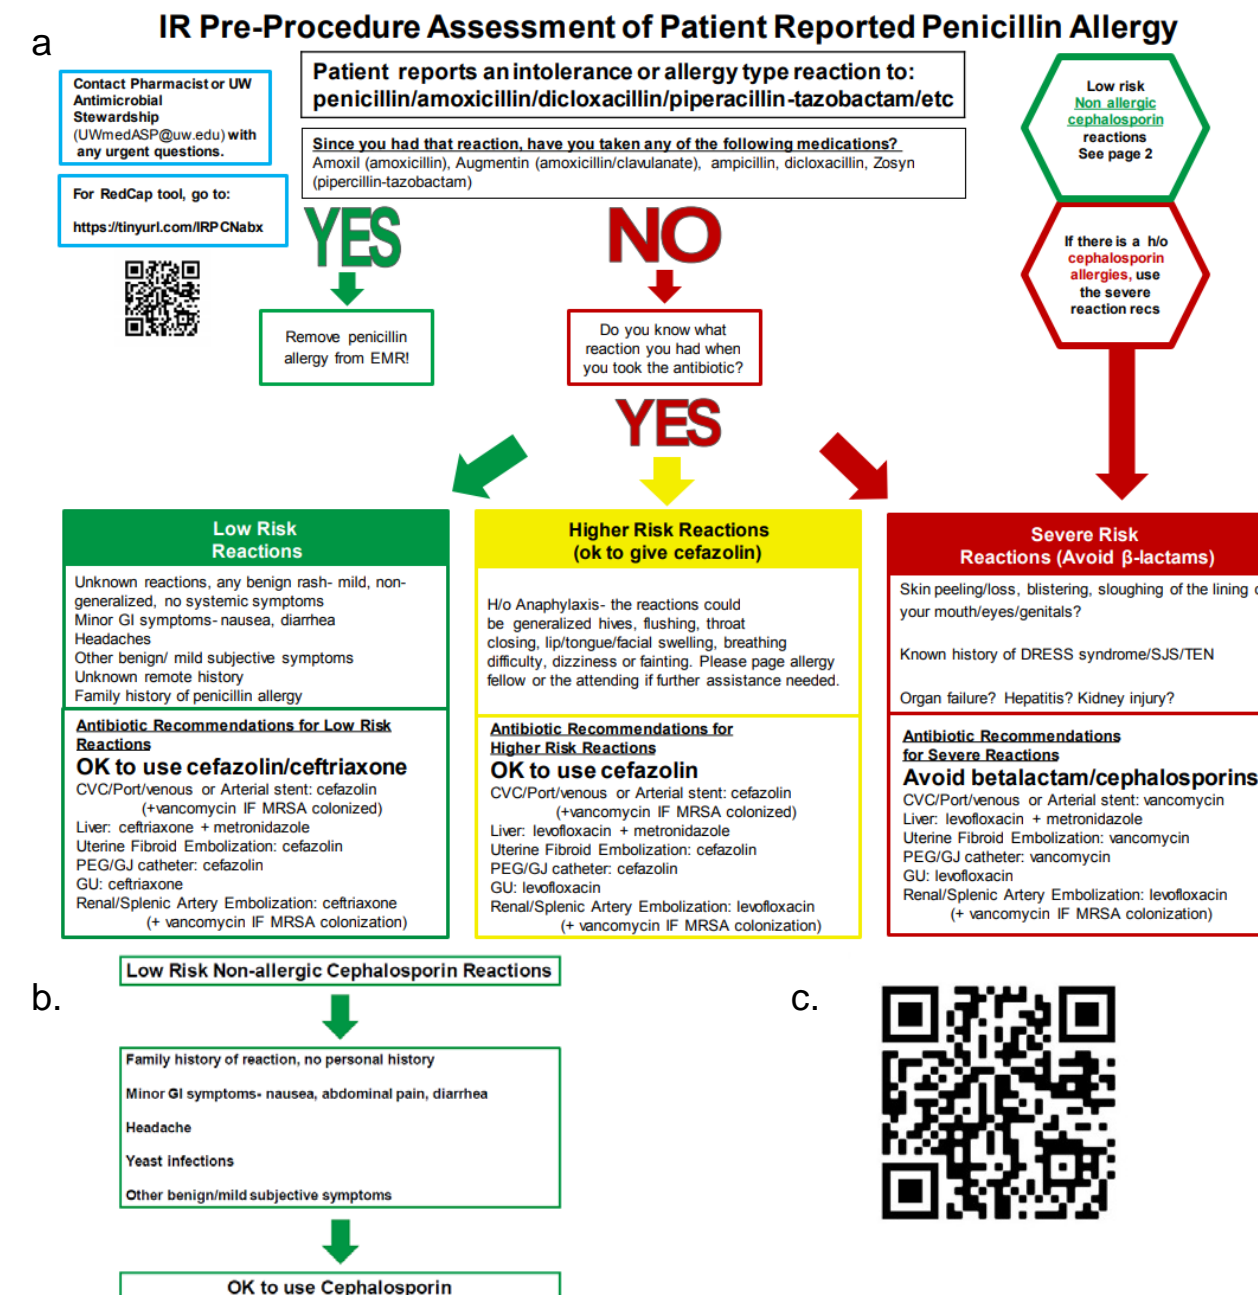 IR Pre-Procedure Assessment of Patient Reported Penicillin Allergy
a
Contact Pharmacist or UW
Antimicrobial
Stewardship
(UWmedASP@uw.edu) with
any urgent questions.
For RedCap tool, go to:
https://tinyurl.com/IRPCNabx
Patient reports an intolerance or allergy type reaction to:
penicillin/amoxicillin/dicloxacillin/piperacillin-tazobactam/etc
Since you had that reaction, have you taken any of the following medications?
Amoxil (amoxicillin), Augmentin (amoxicillin/clavulanate), ampicillin, dicloxacillin, Zosyn
(pipercillin-tazobactam)
Low risk
Non allergic
cephalosporin
reactions
See page 2
If there is a h/o
cephalosporin
allergies, use
the severe
reaction recs
YES
NO
Remove penicillin
allergy from EMR!
Do you know what
reaction you had when
you took the antibiotic?
YES
Low Risk
Reactions
Unknown reactions, any benign rash- mild, non-
generalized, no systemic symptoms
Minor GI symptoms- nausea, diarrhea
Headaches
Other benign/ mild subjective symptoms
Unknown remote history
Family history of penicillin allergy
Antibiotic Recommendations for Low Risk
Reactions
OK to use cefazolin/ceftriaxone
CVC/Port/venous or Arterial stent: cefazolin
(+vancomycin IF MRSA colonized)
Liver: ceftriaxone + metronidazole
Uterine Fibroid Embolization: cefazolin
PEG/GJ catheter: cefazolin
GU: ceftriaxone
Renal/Splenic Artery Embolization: ceftriaxone
(+ vancomycin IF MRSA colonization)
Higher Risk Reactions
(ok to give cefazolin)
H/o Anaphylaxis- the reactions could
be generalized hives, flushing, throat
closing, lip/tongue/facial swelling, breathing
difficulty, dizziness or fainting. Please page allergy
fellow or the attending if further assistance needed.
Antibiotic Recommendations for
Higher Risk Reactions
OK to use cefazolin
CVC/Port/venous or Arterial stent: cefazolin
(+vancomycin IF MRSA colonized)
Liver: levofloxacin + metronidazole
Uterine Fibroid Embolization: cefazolin
PEG/GJ catheter: cefazolin
GU: levofloxacin
Renal/Splenic Artery Embolization: levofloxacin
(+ vancomycin IF MRSA colonization)
Severe Risk
Reactions (Avoid β-lactams)
Skin peeling/loss, blistering, sloughing of the lining
your mouth/eyes/genitals?
Known history of DRESS syndrome/SJS/TEN
Organ failure? Hepatitis? Kidney injury?
Antibiotic Recommendations
for Severe Reactions
Avoid betalactam/cephalosporins
CVC/Port/venous or Arterial stent: vancomycin
Liver: levofloxacin + metronidazole
Uterine Fibroid Embolization: vancomycin
PEG/GJ catheter: vancomycin
GU: levofloxacin
Renal/Splenic Artery Embolization: levofloxacin
(+ vancomycin IF MRSA colonization)
b.
Low Risk Non-allergic Cephalosporin Reactions
Family history of reaction, no personal history
Minor GI symptoms- nausea, abdominal pain, diarrhea
Headache
Yeast infections
Other benign/mild subjective symptoms
OK to use Cephalosporin
c.